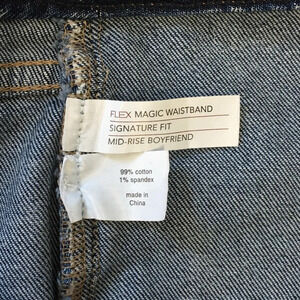 FLEX MAGIC WAISTBAND
SIGNATURE FIT
MID-RISE BOYFRIEND
99% cotton
1% spandex
made in
China